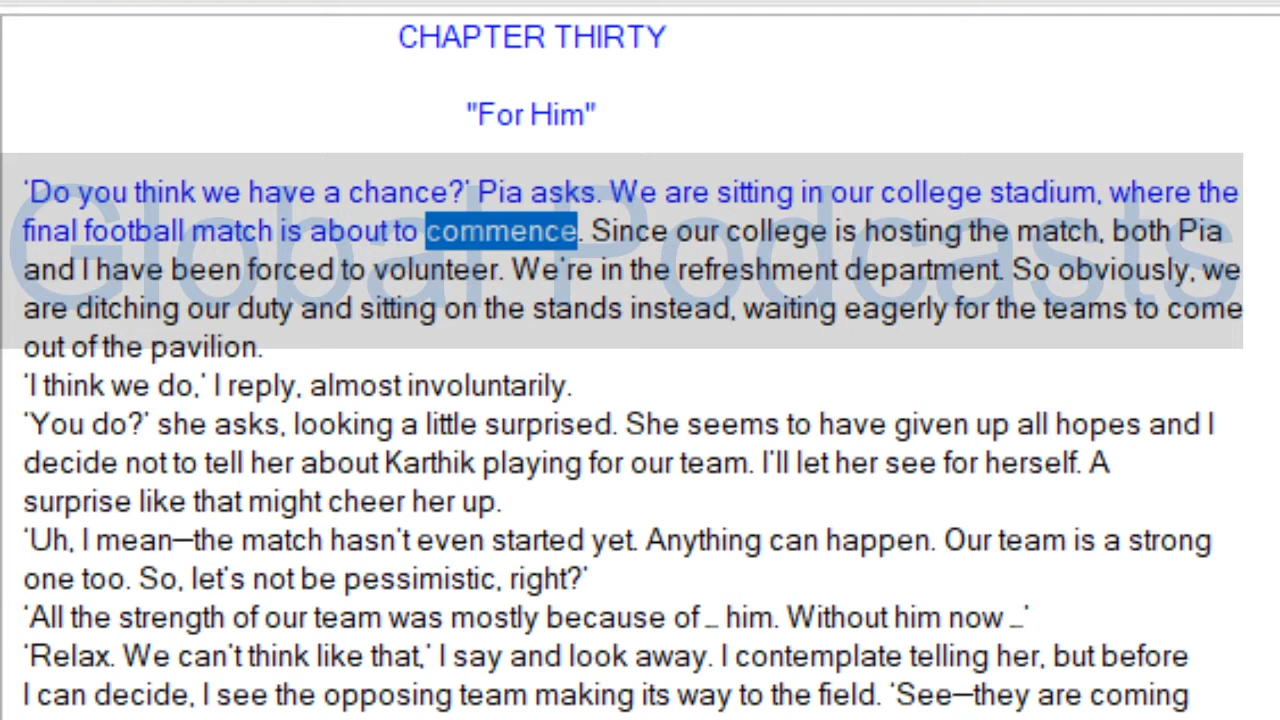 CHAPTER THIRTY
"For Him"
Global Podcasts
‘Do you think we have a chance?’ Pia asks. We are sitting in our college stadium, where the
final football match is about to commence. Since our college is hosting the match, both Pia
and I have been forced to volunteer. We’re in the refreshment department. So obviously, we
are ditching our duty and sitting on the stands instead, waiting eagerly for the teams to come
out of the pavilion.
‘I think we do,’ I reply, almost involuntarily.
‘You do?’ she asks, looking a little surprised. She seems to have given up all hopes and I
decide not to tell her about Karthik playing for our team. I’ll let her see for herself. A
surprise like that might cheer her up.
‘Uh, I mean—the match hasn’t even started yet. Anything can happen. Our team is a strong
one too. So, let’s not be pessimistic, right?’
‘All the strength of our team was mostly because of … him. Without him now …’
‘Relax. We can’t think like that,’ I say and look away. I contemplate telling her, but before
I can decide, I see the opposing team making its way to the field. ‘See—they are coming